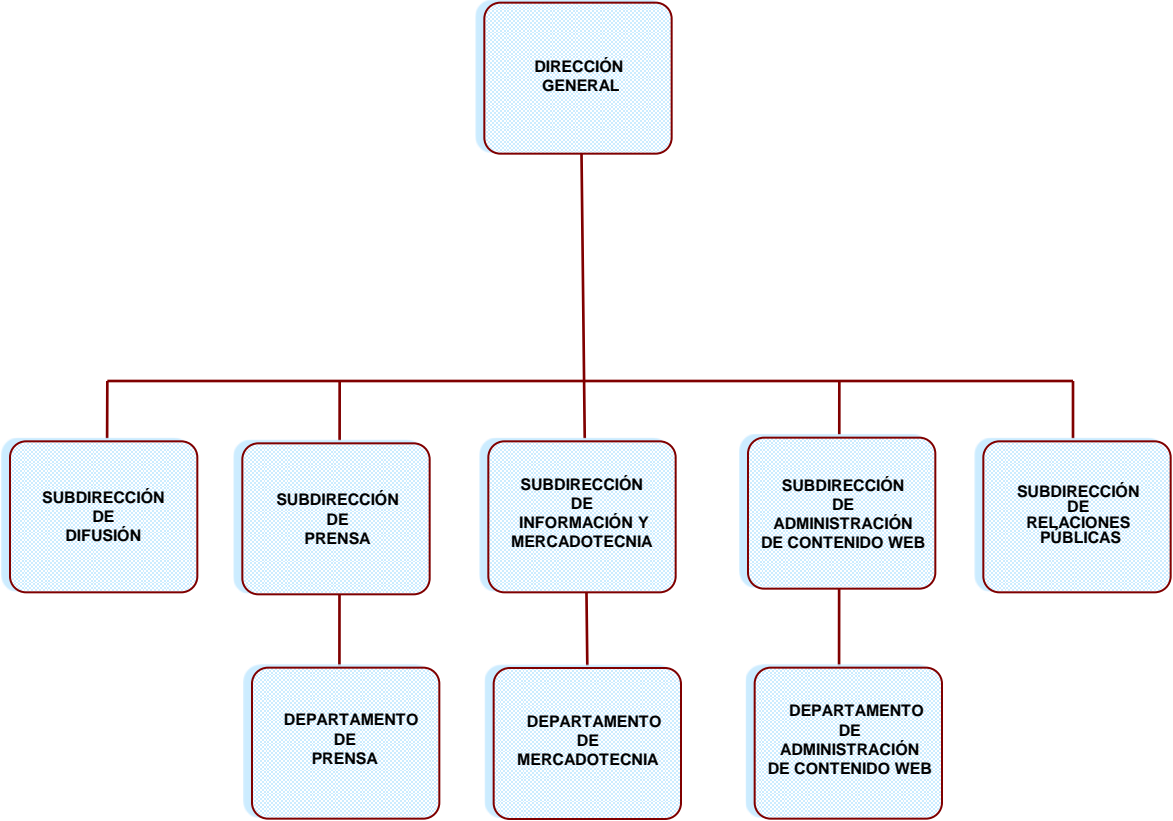 DIRECCIÓN
GENERAL
SUBDIRECCIÓN
DE
DIFUSIÓN
SUBDIRECCIÓN
DE
PRENSA
SUBDIRECCIÓN
DE
INFORMACIÓN Y
MERCADOTECNIA
SUBDIRECCIÓN
DE
ADMINISTRACIÓN
DE CONTENIDO WEB
SUBDIRECCIÓN
DE
RELACIONES
PÚBLICAS
DEPARTAMENTO
DE
PRENSA
DEPARTAMENTO
DE
MERCADOTECNIA
DEPARTAMENTO
DE
ADMINISTRACIÓN
DE CONTENIDO WEB